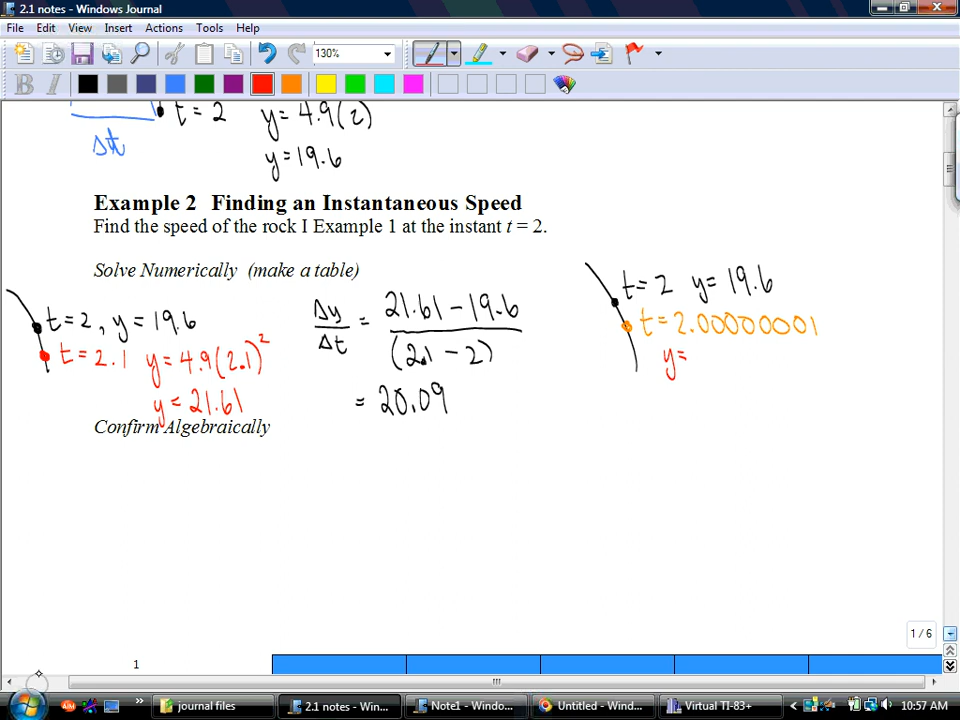 2.1 notes - Windows Journal
File Edit View Insert Actions Tools Help
130%
B I
t = 2 y = 4.9(2)
Δt
y = 19.6
Example 2 Finding an Instantaneous Speed
Find the speed of the rock I Example 1 at the instant t = 2.
Solve Numerically (make a table)
t = 2, y = 19.6
t = 2.1 y = 4.9(2.1)²
y = 21.61
Δy/Δt = 21.61 - 19.6 / (2.1 - 2)
= 20.09
t = 2 y = 19.6
t = 2.00000001
y =
Confirm Algebraically
1 / 6
1
journal files 2.1 notes - Win... Note1 - Windo... Untitled - Wind... Virtual TI-83+ 10:57 AM